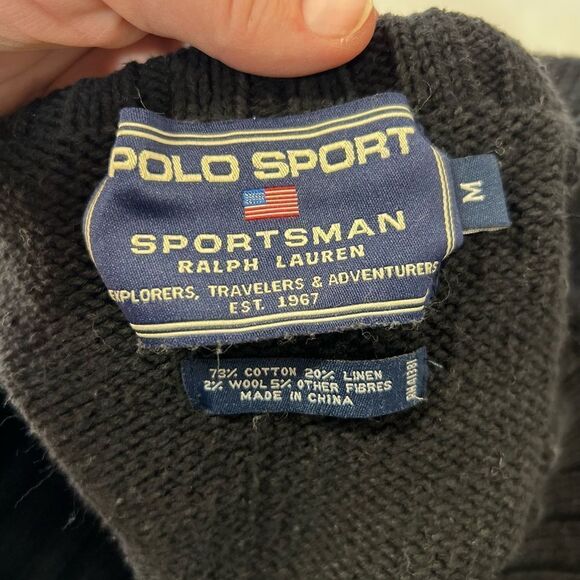 POLO SPORT
SPORTSMAN
RALPH LAUREN
EXPLORERS, TRAVELERS & ADVENTURERS
EST. 1967
M
73% COTTON 20% LINEN
2% WOOL 5% OTHER FIBRES
MADE IN CHINA
RH41381